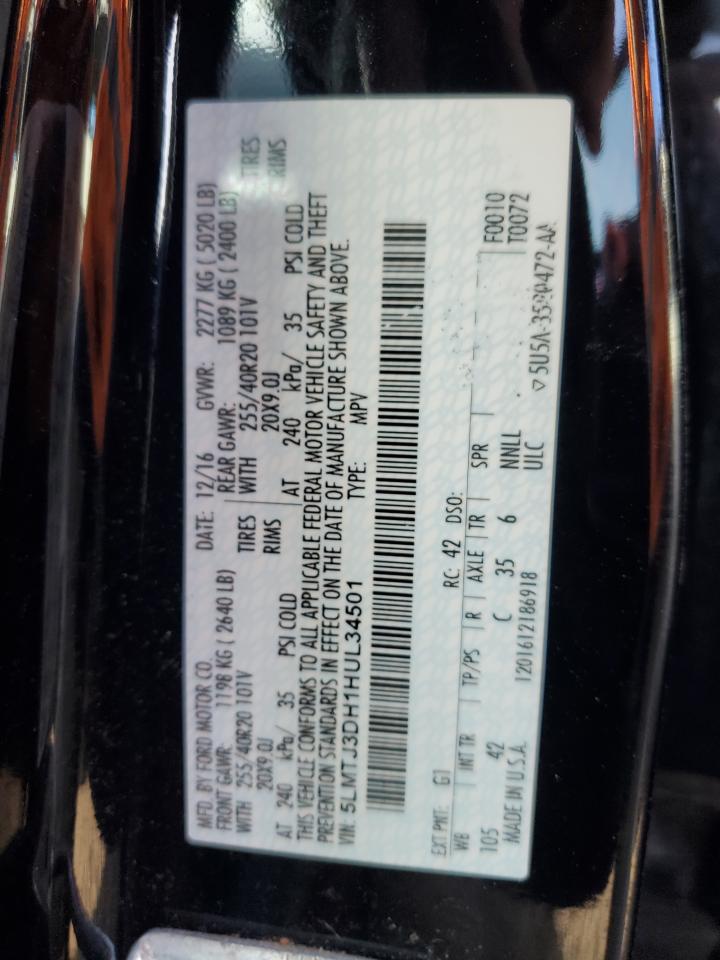 MFD. BY FORD MOTOR CO. DATE: 12/16 GVWR: 2277 KG ( 5020 LB)
FRONT GAWR: 1198 KG ( 2640 LB) REAR GAWR: 1089 KG ( 2400 LB)
WITH 255/40R20 101V TIRES WITH 255/40R20 101V TIRES
20X9.0J RIMS 20X9.0J RIMS
AT 240 kPa/ 35 PSI COLD AT 240 kPa/ 35 PSI COLD
THIS VEHICLE CONFORMS TO ALL APPLICABLE FEDERAL MOTOR VEHICLE SAFETY AND THEFT
PREVENTION STANDARDS IN EFFECT ON THE DATE OF MANUFACTURE SHOWN ABOVE.
VIN: 5LMTJ3DH1HUL34501 TYPE: MPV
EXT PNT: G1 RC: 42 DSO: F0010
WB INT TR TP/PS R AXLE TR SPR T0072
105 42 C 35 6 NNLL
MADE IN U.S.A. 1201612186918 ULC